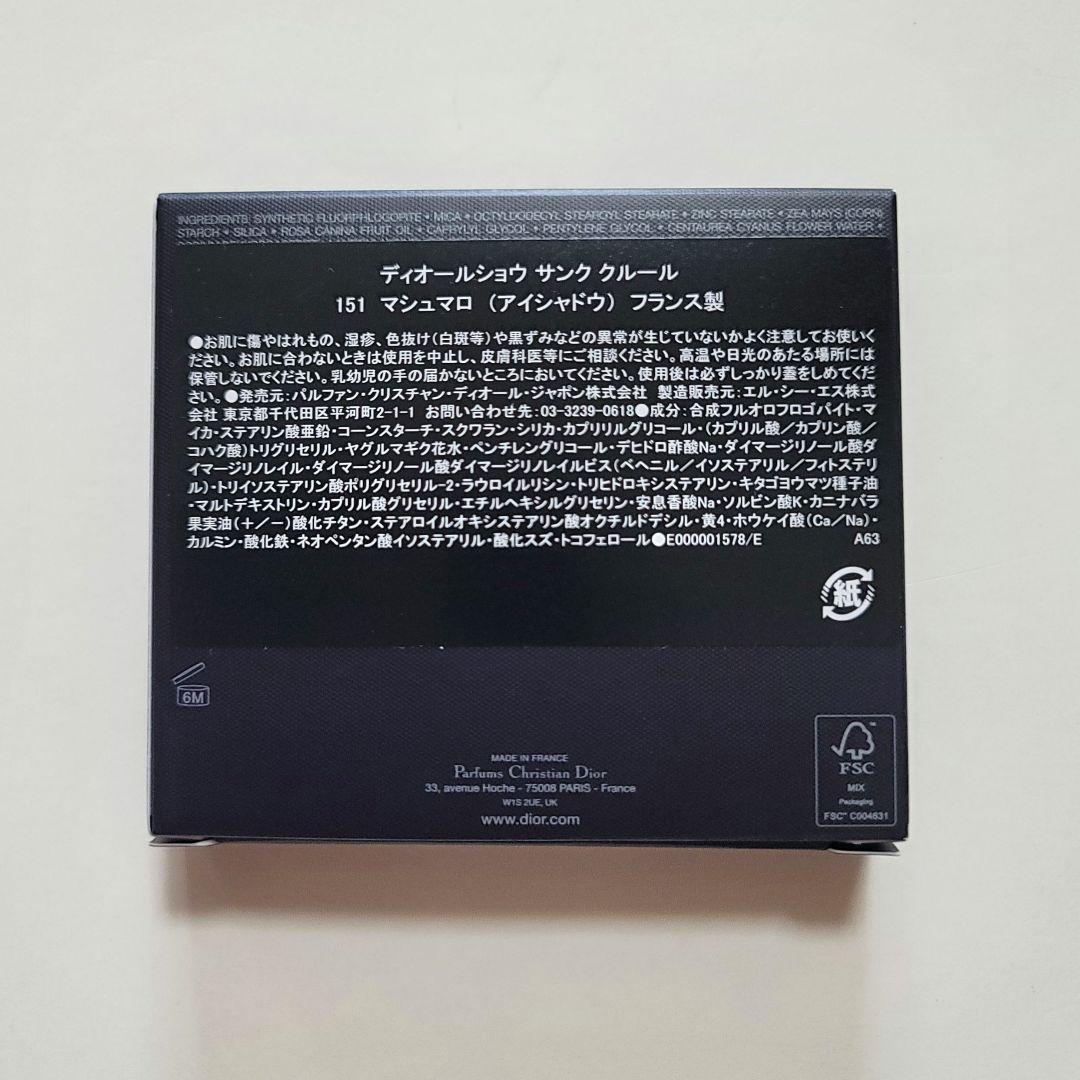 INGREDIENTS: SYNTHETIC FLUORPHLOGOPITE • MICA • OCTYLDODECYL STEAROYL STEARATE • ZINC STEARATE • ZEA MAYS (CORN)
STARCH • SILICA • ROSA CANINA FRUIT OIL • CAPRYLYL GLYCOL • PENTYLENE GLYCOL • CENTAUREA CYANUS FLOWER WATER •
ディオールショウ サンク クルール
151 マシュマロ (アイシャドウ) フランス製
●お肌に傷やはれもの、湿疹、色抜け(白斑等)や黒ずみなどの異常が生じていないかよく注意してお使いく
ださい。お肌に合わないときは使用を中止し、皮膚科医等にご相談ください。高温や日光のあたる場所には
保管しないでください。乳幼児の手の届かないところにおいてください。使用後は必ずしっかり蓋をしめてくだ
さい。●発売元:パルファン・クリスチャン・ディオール・ジャポン株式会社 製造販売元:エル・シー・エス株式
会社 東京都千代田区平河町2-1-1 お問い合わせ先:03-3239-0618●成分:合成フルオロフロゴパイト・マ
イカ・ステアリン酸亜鉛・コーンスターチ・スクワラン・シリカ・カプリリルグリコール・(カプリル酸/カプリン酸/
コハク酸)トリグリセリル・ヤグルマギク花水・ペンチレングリコール・デヒドロ酢酸Na・ダイマージリノール酸ダ
イマージリノレイル・ダイマージリノール酸ダイマージリノレイルビス(ベヘニル/イソステアリル/フィトステリ
ル)・トリイソステアリン酸ポリグリセリル-2・ラウロイルリシン・トリヒドロキシステアリン・キタゴヨウマツ種子油
・マルトデキストリン・カプリル酸グリセリル・エチルヘキシルグリセリン・安息香酸Na・ソルビン酸K・カニナバラ
果実油(+/-)酸化チタン・ステアロイルオキシステアリン酸オクチルドデシル・黄4・ホウケイ酸(Ca/Na)・
カルミン・酸化鉄・ネオペンタン酸イソステアリル・酸化スズ・トコフェロール●E000001578/E A63
紙
6M
MADE IN FRANCE
Parfums Christian Dior
33, avenue Hoche - 75008 PARIS - France
W1S 2UE, UK
www.dior.com
FSC
MIX
Packaging
FSC™ C004631